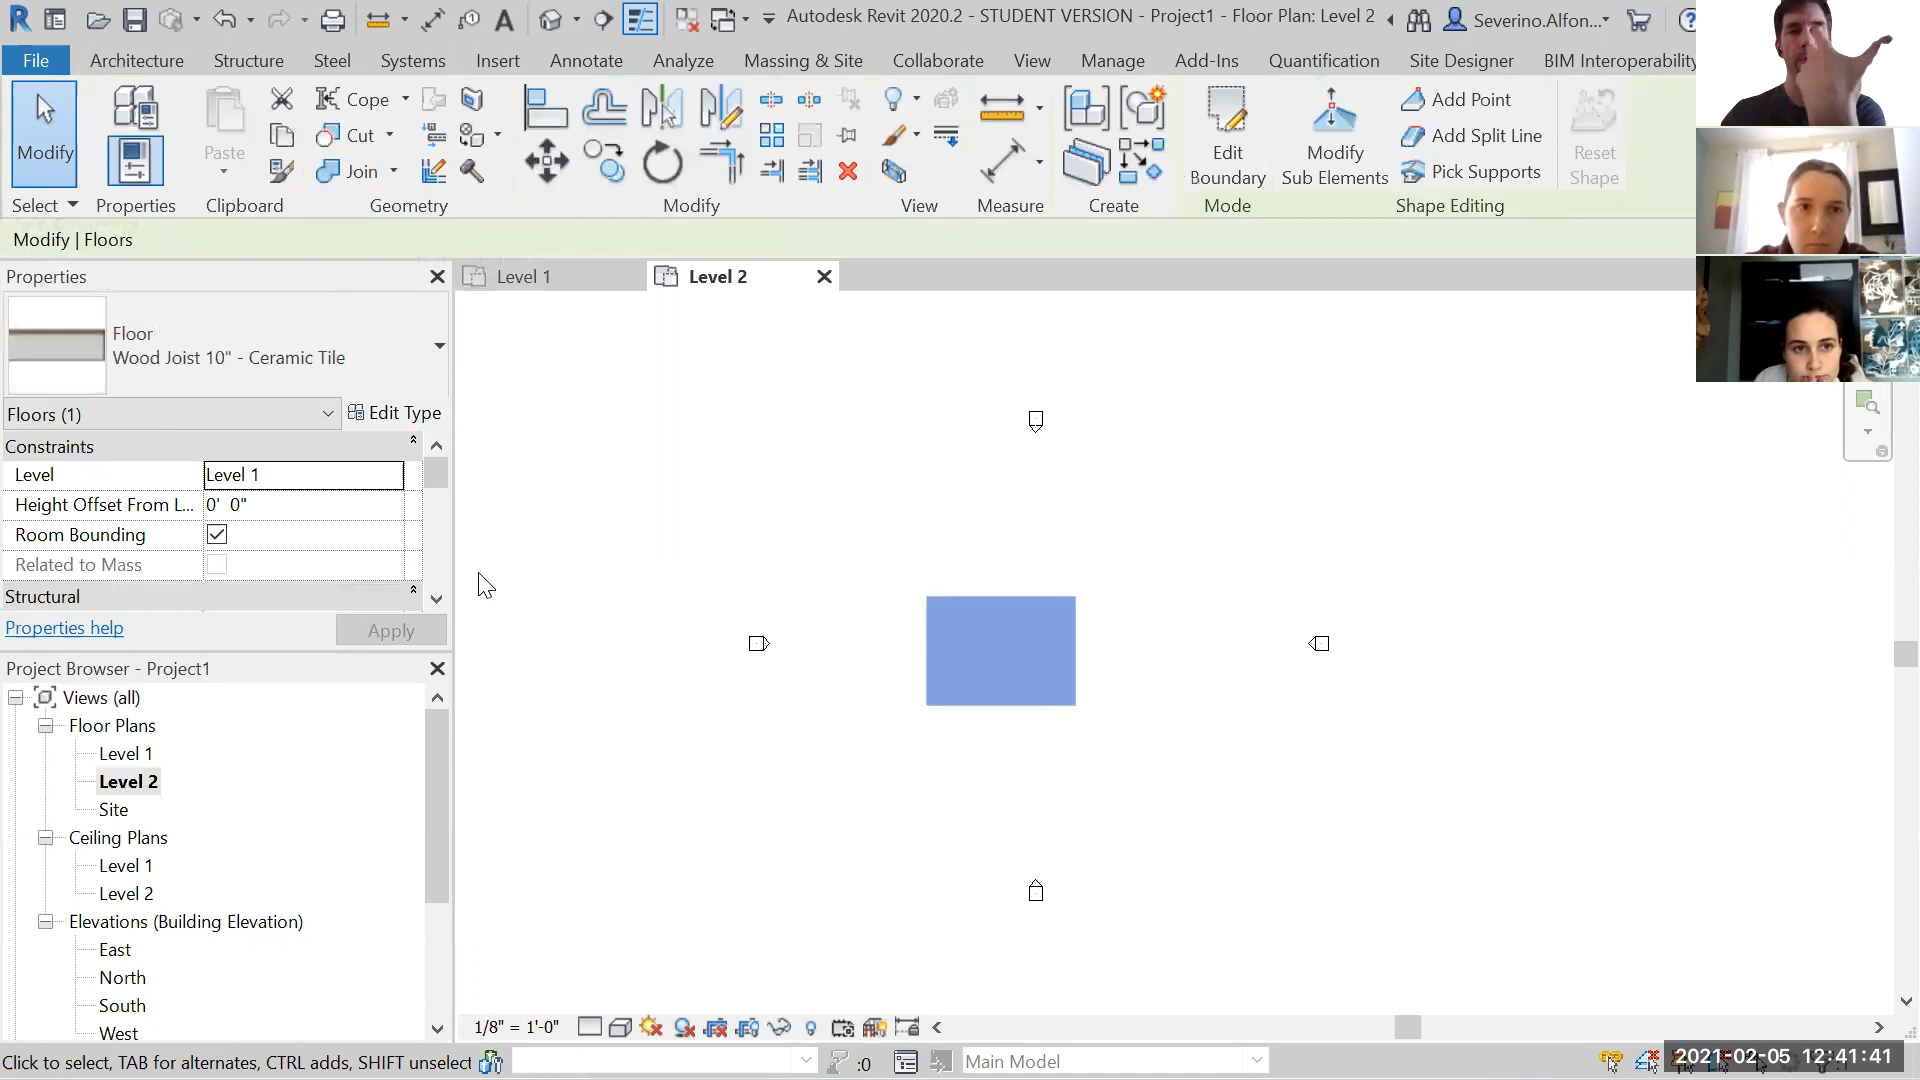 Autodesk Revit 2020.2 - STUDENT VERSION - Project1 - Floor Plan: Level 2
Severino.Alfon...
File Architecture Structure Steel Systems Insert Annotate Analyze Massing & Site Collaborate View Manage Add-Ins Quantification Site Designer BIM Interoperability
Modify
Paste
Cope
Cut
Join
Edit
Boundary
Modify
Sub Elements
Add Point
Add Split Line
Pick Supports
Reset
Shape
Select Properties Clipboard Geometry Modify View Measure Create Mode Shape Editing
Modify | Floors
Properties
Level 1
Level 2
Floor
Wood Joist 10" - Ceramic Tile
Floors (1)
Edit Type
Constraints
Level Level 1
Height Offset From L... 0' 0"
Room Bounding
Related to Mass
Structural
Properties help
Apply
Project Browser - Project1
Views (all)
Floor Plans
Level 1
Level 2
Site
Ceiling Plans
Level 1
Level 2
Elevations (Building Elevation)
East
North
South
West
1/8" = 1'-0"
Click to select, TAB for alternates, CTRL adds, SHIFT unselect
:0
Main Model
2021-02-05 12:41:41